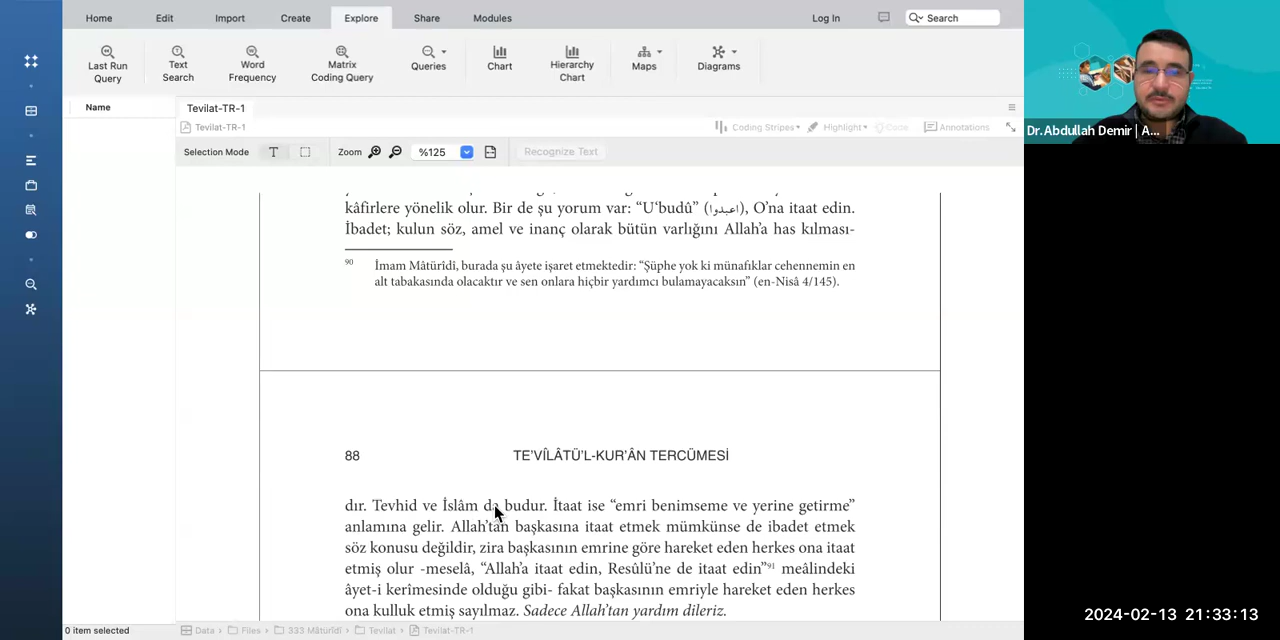 Home Edit Import Create Explore Share Modules Log In Search
Last Run Query
Text Search
Word Frequency
Matrix Coding Query
Queries
Chart
Hierarchy Chart
Maps
Diagrams
Name
Tevilat-TR-1
Tevilat-TR-1 Coding Stripes Highlight Code Annotations
Selection Mode T Zoom %125 Recognize Text
kâfirlere yönelik olur. Bir de şu yorum var: “U‘budû” (اعبدوا), O’na itaat edin.
İbadet; kulun söz, amel ve inanç olarak bütün varlığını Allah’a has kılması-
90 İmam Mâtürîdî, burada şu âyete işaret etmektedir: “Şüphe yok ki münafıklar cehennemin en
alt tabakasında olacaktır ve sen onlara hiçbir yardımcı bulamayacaksın” (en-Nisâ 4/145).
88 TE’VÎLÂTÜ’L-KUR’ÂN TERCÜMESİ
dır. Tevhid ve İslâm da budur. İtaat ise “emri benimseme ve yerine getirme”
anlamına gelir. Allah’tan başkasına itaat etmek mümkünse de ibadet etmek
söz konusu değildir, zira başkasının emrine göre hareket eden herkes ona itaat
etmiş olur -meselâ, “Allah’a itaat edin, Resûlü’ne de itaat edin”91 meâlindeki
âyet-i kerîmesinde olduğu gibi- fakat başkasının emriyle hareket eden herkes
ona kulluk etmiş sayılmaz. Sadece Allah’tan yardım dileriz.
0 item selected Data Files 333 Mâtürîdî Tevilat Tevilat-TR-1
Dr.Abdullah Demir | A...
2024-02-13 21:33:13